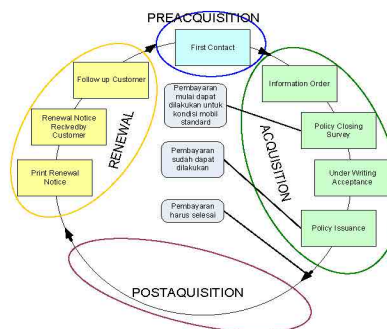 PREACQUISITION
First Contact
Follow up Customer
Information Order
Pembayaran
mulai dapat
dilakukan untuk
kondisi mobil
standard
Renewal Notice
Recivedby
Customer
RENEWAL
ACQUISITION
Policy Closing
Survey
Pembayaran
sudah dapat
dilakukan
Print Renewal
Notice
Under Writing
Acceptance
Pembayaran
harus selesai
Policy Issuance
POSTAQUISITION